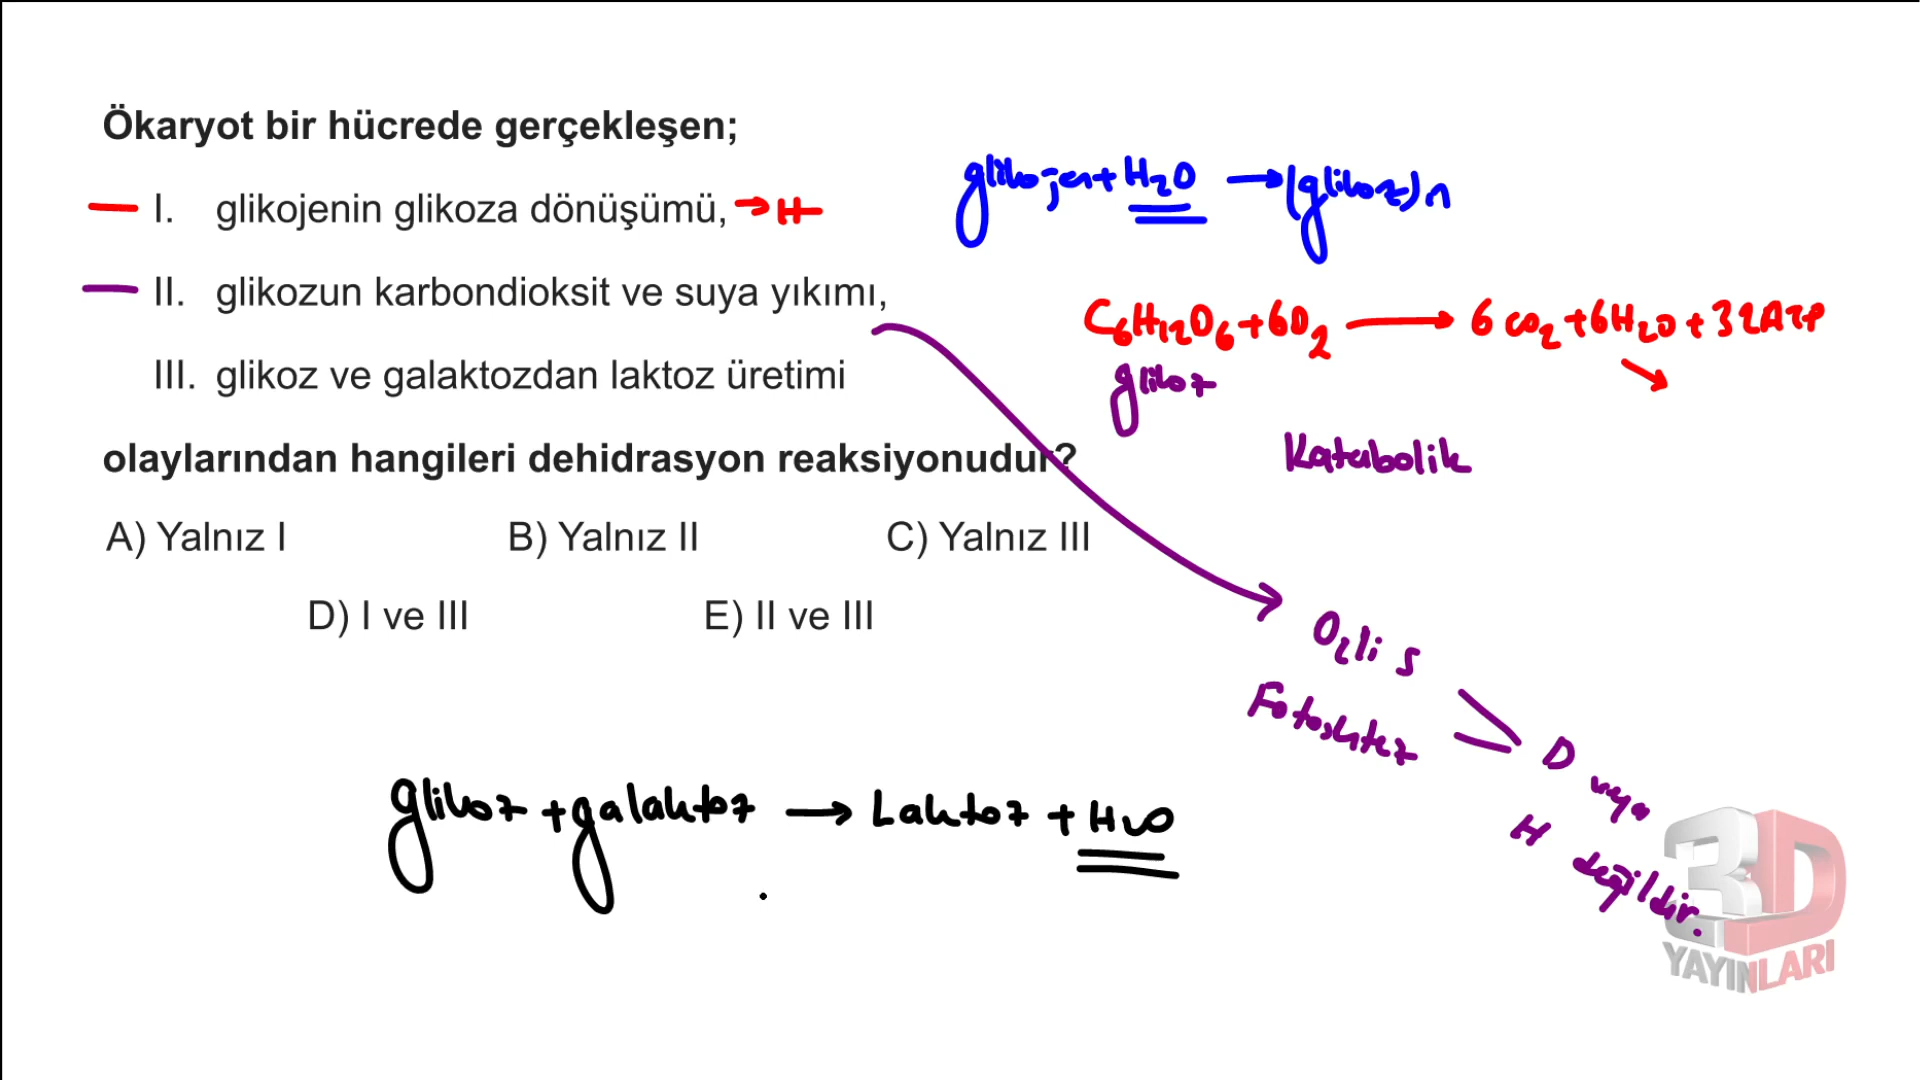 Ökaryot bir hücrede gerçekleşen;
I. glikojenin glikoza dönüşümü, → H
II. glikozun karbondioksit ve suya yıkımı,
III. glikoz ve galaktozdan laktoz üretimi
olaylarından hangileri dehidrasyon reaksiyonudur?
A) Yalnız I B) Yalnız II C) Yalnız III
D) I ve III E) II ve III
glikojen + H₂O → (glikoz)n
C₆H₁₂O₆ + 6O₂ → 6CO₂ + 6H₂O + 32ATP
glikoz
Katabolik
O₂li S
Fotosentez
D veya
H değildir.
glikoz + galaktoz → Laktoz + H₂O
3D
YAYINLARI